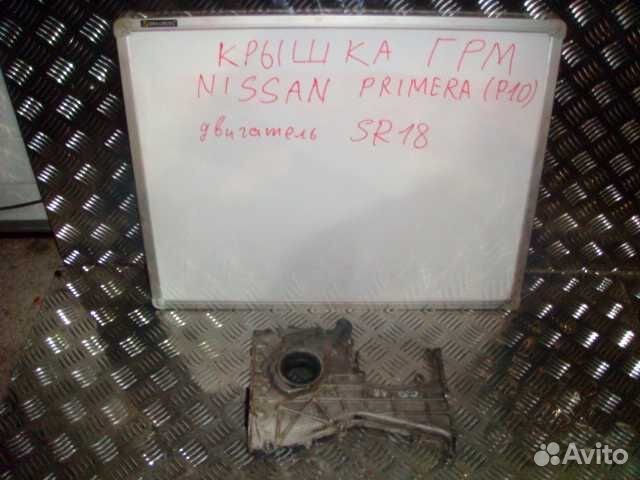 КРЫШКА ГРМ
NISSAN PRIMERA (P10)
двигатель SR18
Avito